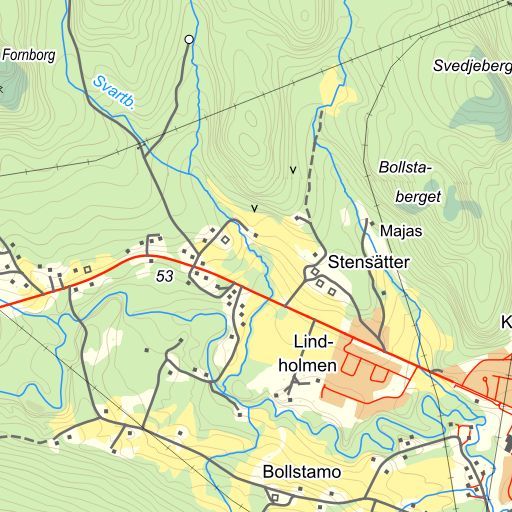 Fornborg
Svartb.
Svedjeberg
Bollsta-
berget
Majas
Stensätter
53
Lind-
holmen
K
Bollstamo